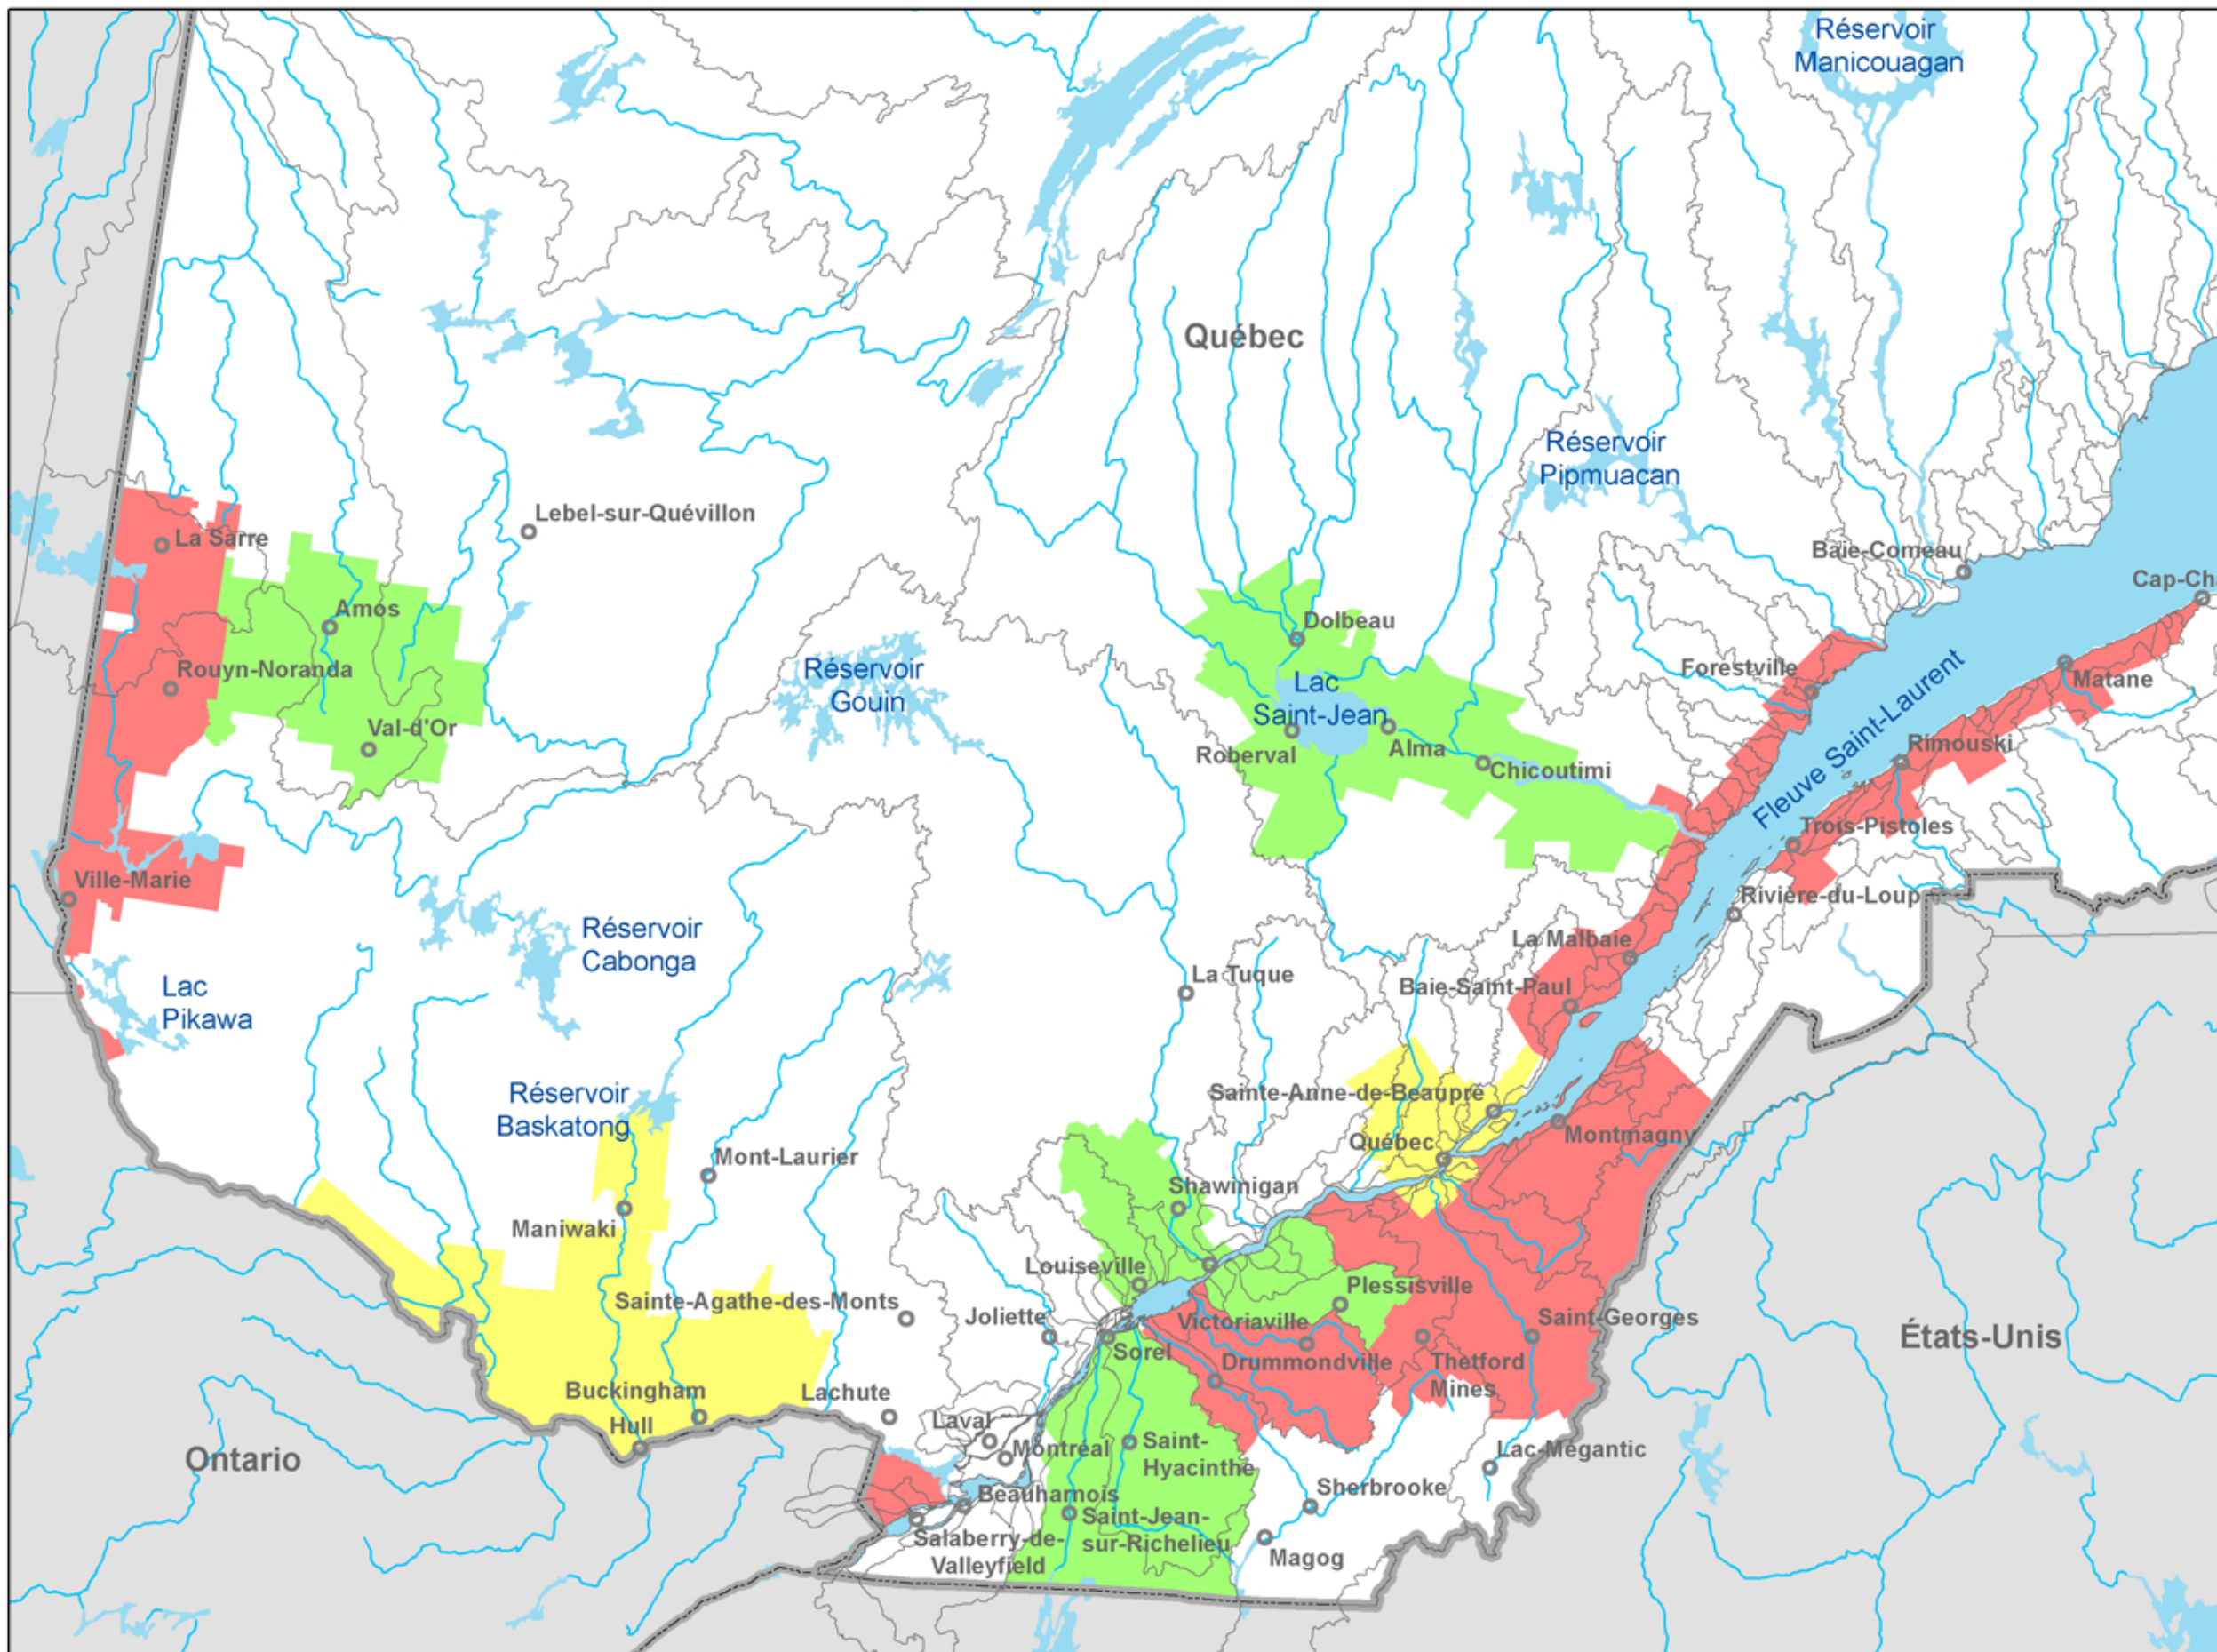 Réservoir
Manicouagan
Québec
Réservoir
Pipmuacan
Lebel-sur-Quévillon
La Sarre
Baie-Comeau
Cap-Ch
Amos
Dolbeau
Rouyn-Noranda
Réservoir
Gouin
Lac
Saint-Jean
Forestville
Matane
Val-d'Or
Roberval
Alma
Chicoutimi
Fleuve Saint-Laurent
Rimouski
Trois-Pistoles
Ville-Marie
Rivière-du-Loup
Réservoir
Cabonga
La Malbaie
Lac
Pikawa
La Tuque
Baie-Saint-Paul
Réservoir
Baskatong
Sainte-Anne-de-Beaupré
Québec
Montmagny
Mont-Laurier
Shawinigan
Maniwaki
Louiseville
Plessisville
Sainte-Agathe-des-Monts
Joliette
Victoriaville
Saint-Georges
États-Unis
Sorel
Drummondville
Thetford
Mines
Buckingham
Lachute
Hull
Laval
Montréal
Saint-
Hyacinthe
Lac-Mégantic
Ontario
Sherbrooke
Beauharnois
Saint-Jean-
sur-Richelieu
Salaberry-de-
Valleyfield
Magog